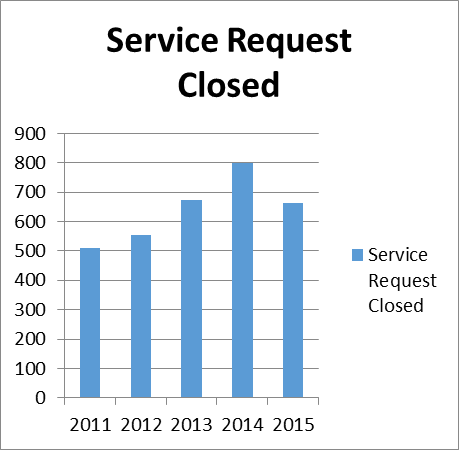 Service Request
Closed
900
800
700
600
500
400
300
200
100
0
2011 2012 2013 2014 2015
Service
Request
Closed